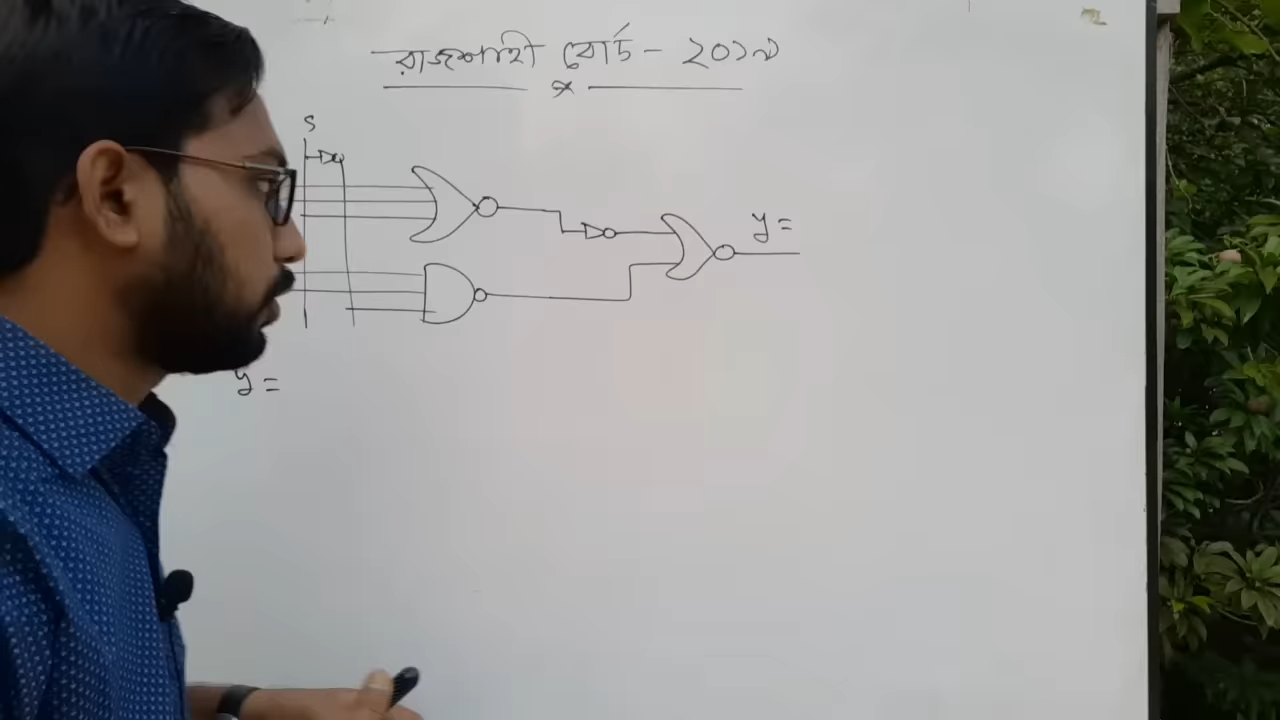 রাজশাহী বোর্ড - ২০১৯
S
y =
y =